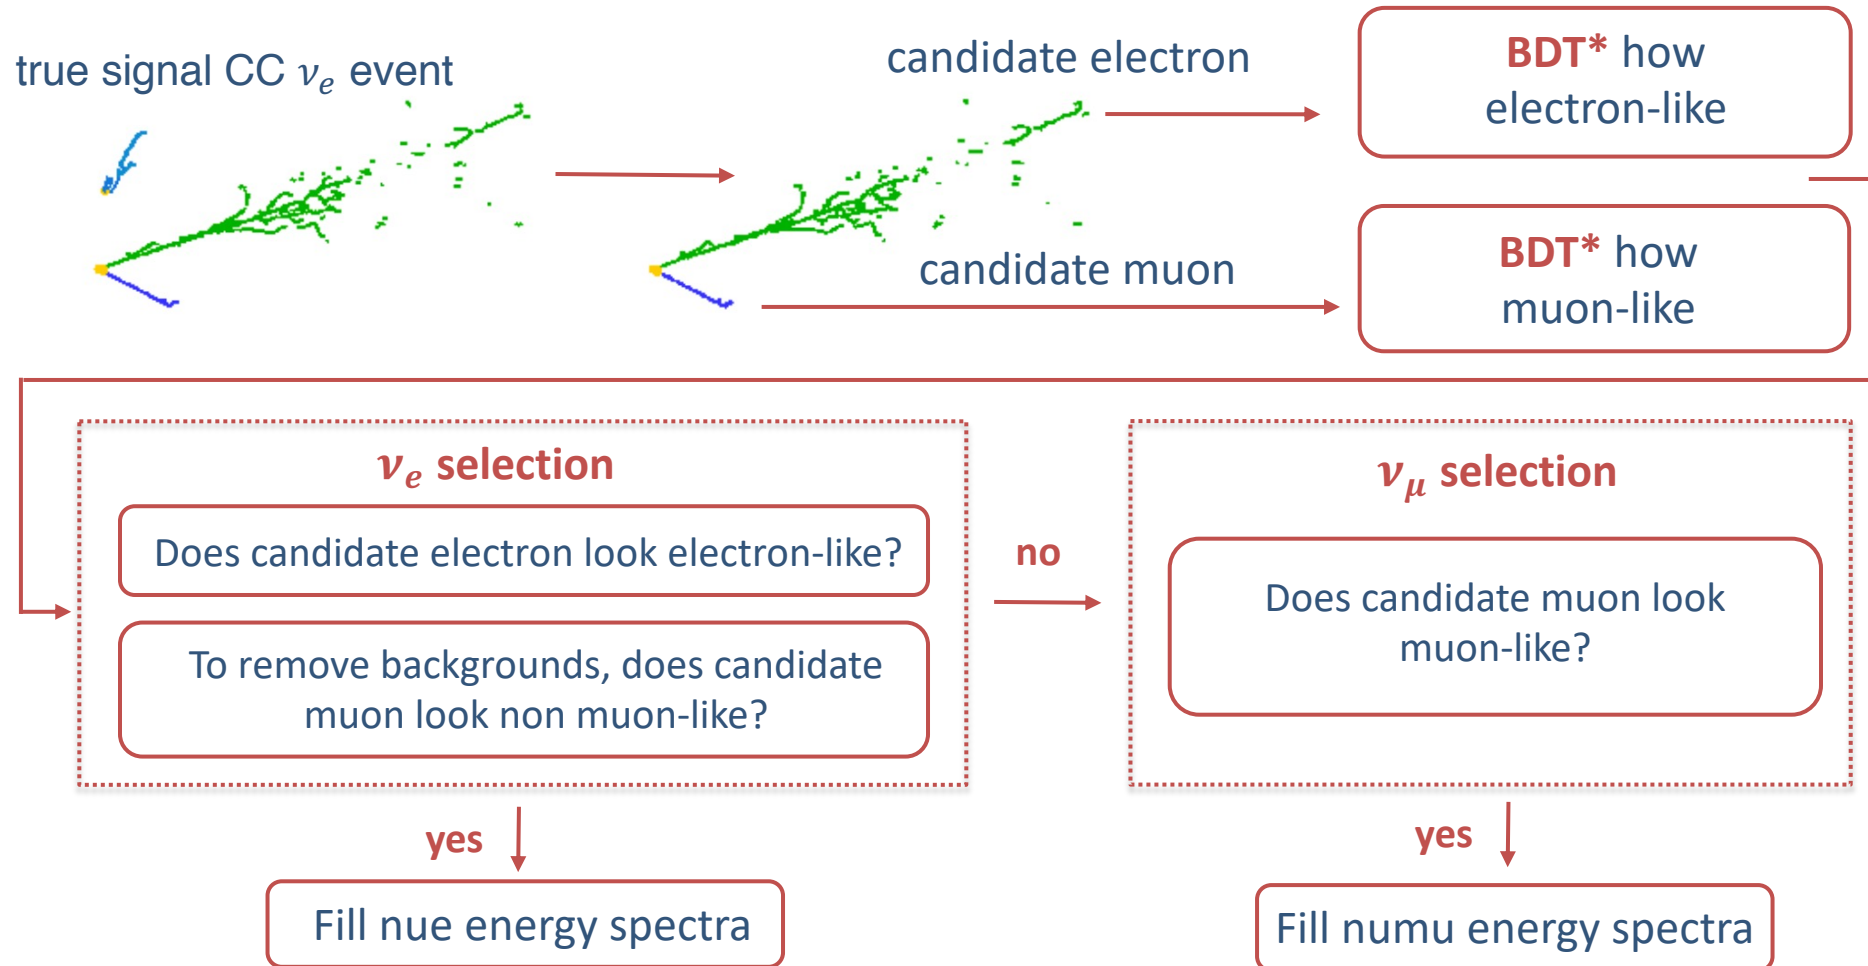 true signal CC νₑ event
candidate electron
BDT* how
electron-like
candidate muon
BDT* how
muon-like
νₑ selection
Does candidate electron look electron-like?
To remove backgrounds, does candidate
muon look non muon-like?
no
ν_μ selection
Does candidate muon look
muon-like?
yes
Fill nue energy spectra
yes
Fill numu energy spectra